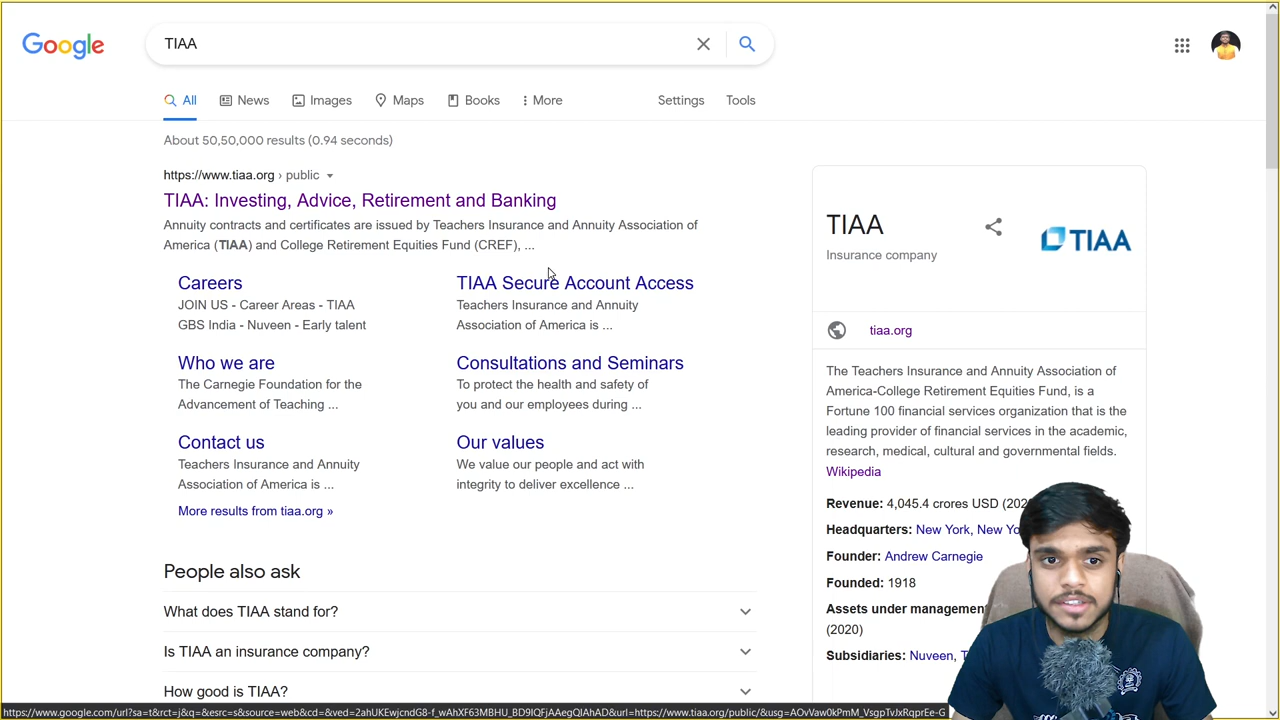 Google
TIAA
All
News
Images
Maps
Books
More
Settings
Tools
About 50,50,000 results (0.94 seconds)
https://www.tiaa.org › public
TIAA: Investing, Advice, Retirement and Banking
Annuity contracts and certificates are issued by Teachers Insurance and Annuity Association of
America (TIAA) and College Retirement Equities Fund (CREF), ...
Careers
JOIN US - Career Areas - TIAA
GBS India - Nuveen - Early talent
TIAA Secure Account Access
Teachers Insurance and Annuity
Association of America is ...
Who we are
The Carnegie Foundation for the
Advancement of Teaching ...
Consultations and Seminars
To protect the health and safety of
you and our employees during ...
Contact us
Teachers Insurance and Annuity
Association of America is ...
Our values
We value our people and act with
integrity to deliver excellence ...
More results from tiaa.org »
People also ask
What does TIAA stand for?
Is TIAA an insurance company?
How good is TIAA?
TIAA
Insurance company
TIAA
tiaa.org
The Teachers Insurance and Annuity Association of
America-College Retirement Equities Fund, is a
Fortune 100 financial services organization that is the
leading provider of financial services in the academic,
research, medical, cultural and governmental fields.
Wikipedia
Revenue: 4,045.4 crores USD
Headquarters: New York, New
Founder: Andrew Carnegie
Founded: 1918
Assets under management
(2020)
Subsidiaries: Nuveen,